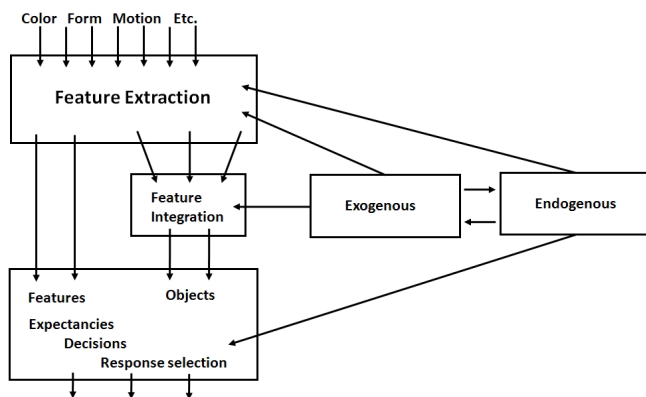 Color Form Motion Etc.
Feature Extraction
Feature
Integration
Exogenous
Endogenous
Features
Objects
Expectancies
Decisions
Response selection